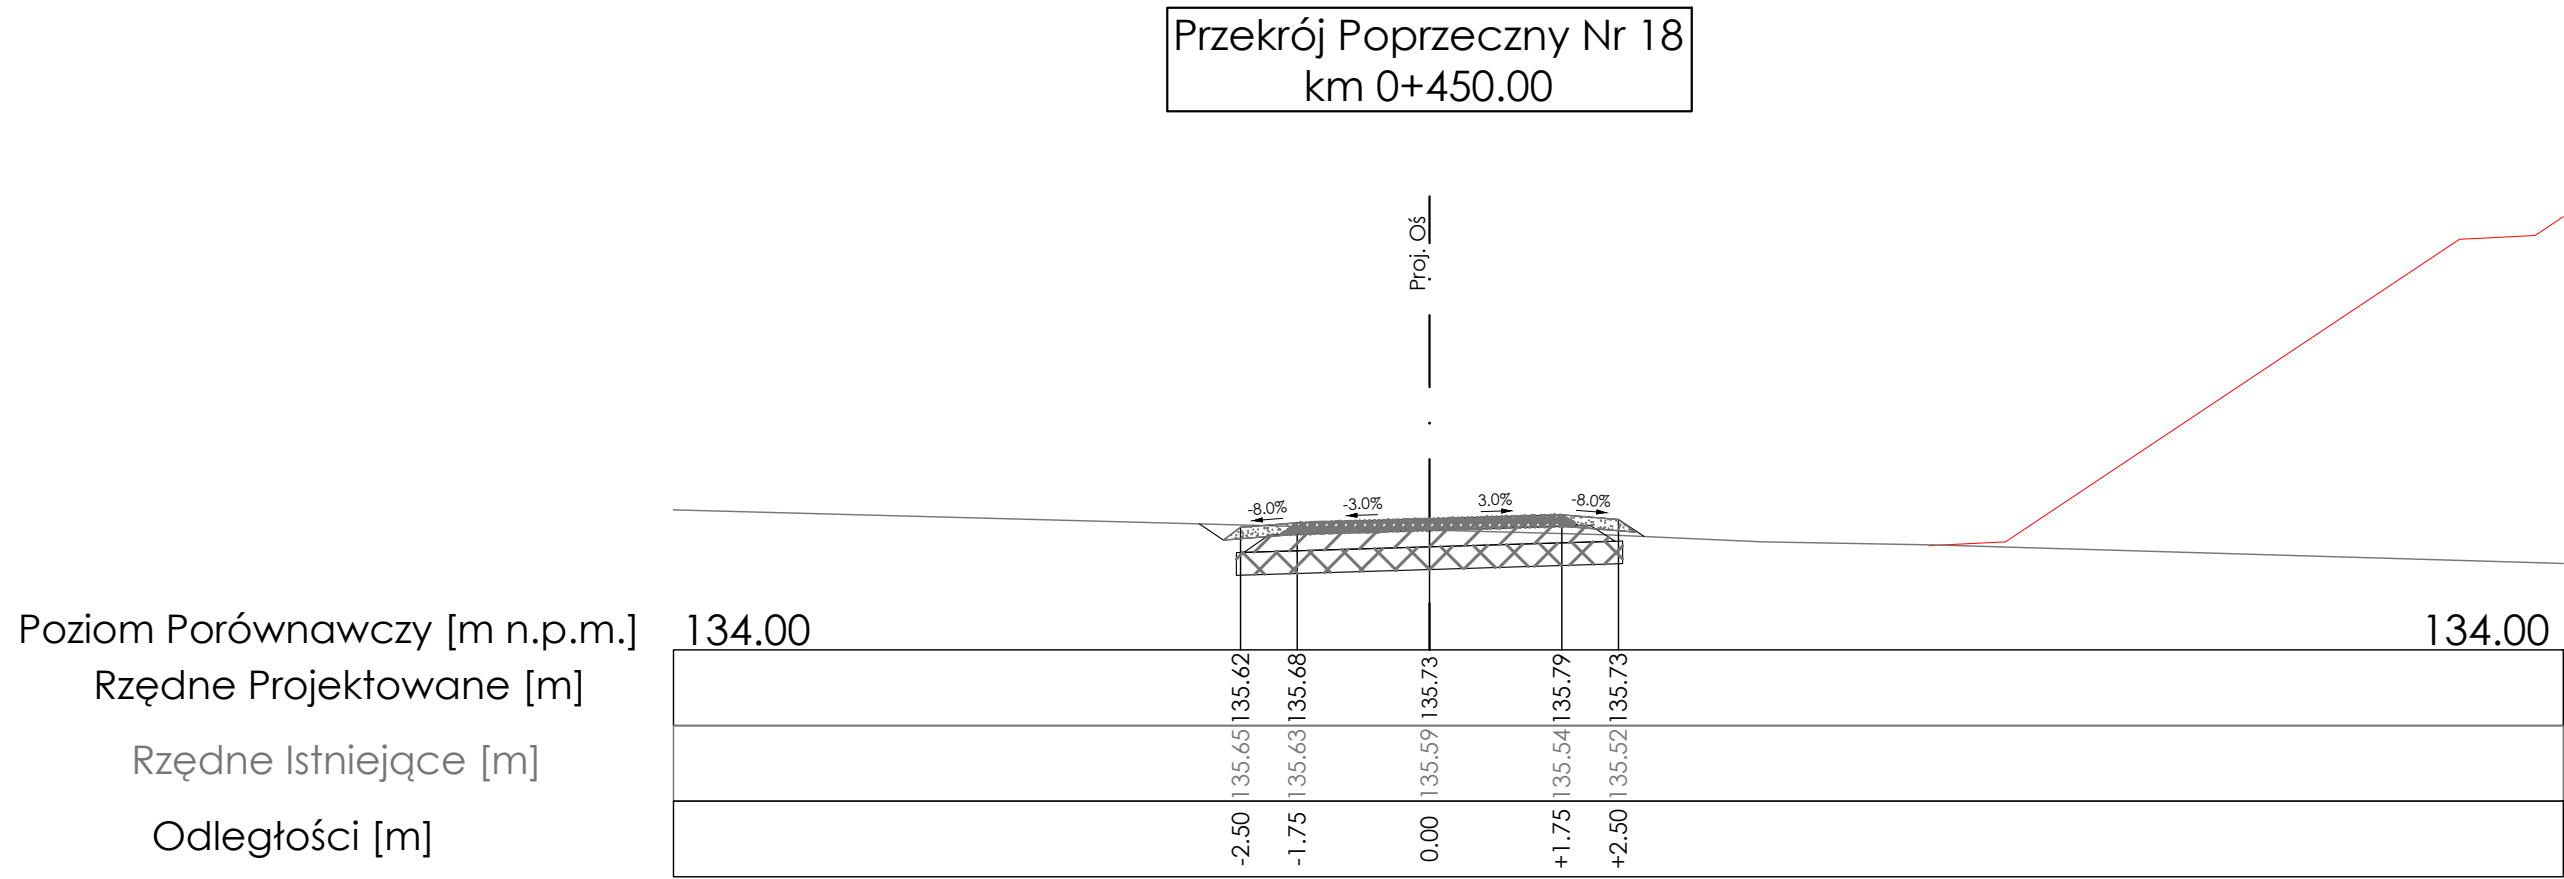 Przekrój Poprzeczny Nr 18
km 0+450.00
Proj. Oś
-8.0% -3.0% 3.0% -8.0%
Poziom Porównawczy [m n.p.m.] 134.00 134.00
Rzędne Projektowane [m] 135.62 135.68 135.73 135.79 135.73
Rzędne Istniejące [m] 135.65 135.63 135.59 135.54 135.52
Odległości [m] -2.50 -1.75 0.00 +1.75 +2.50